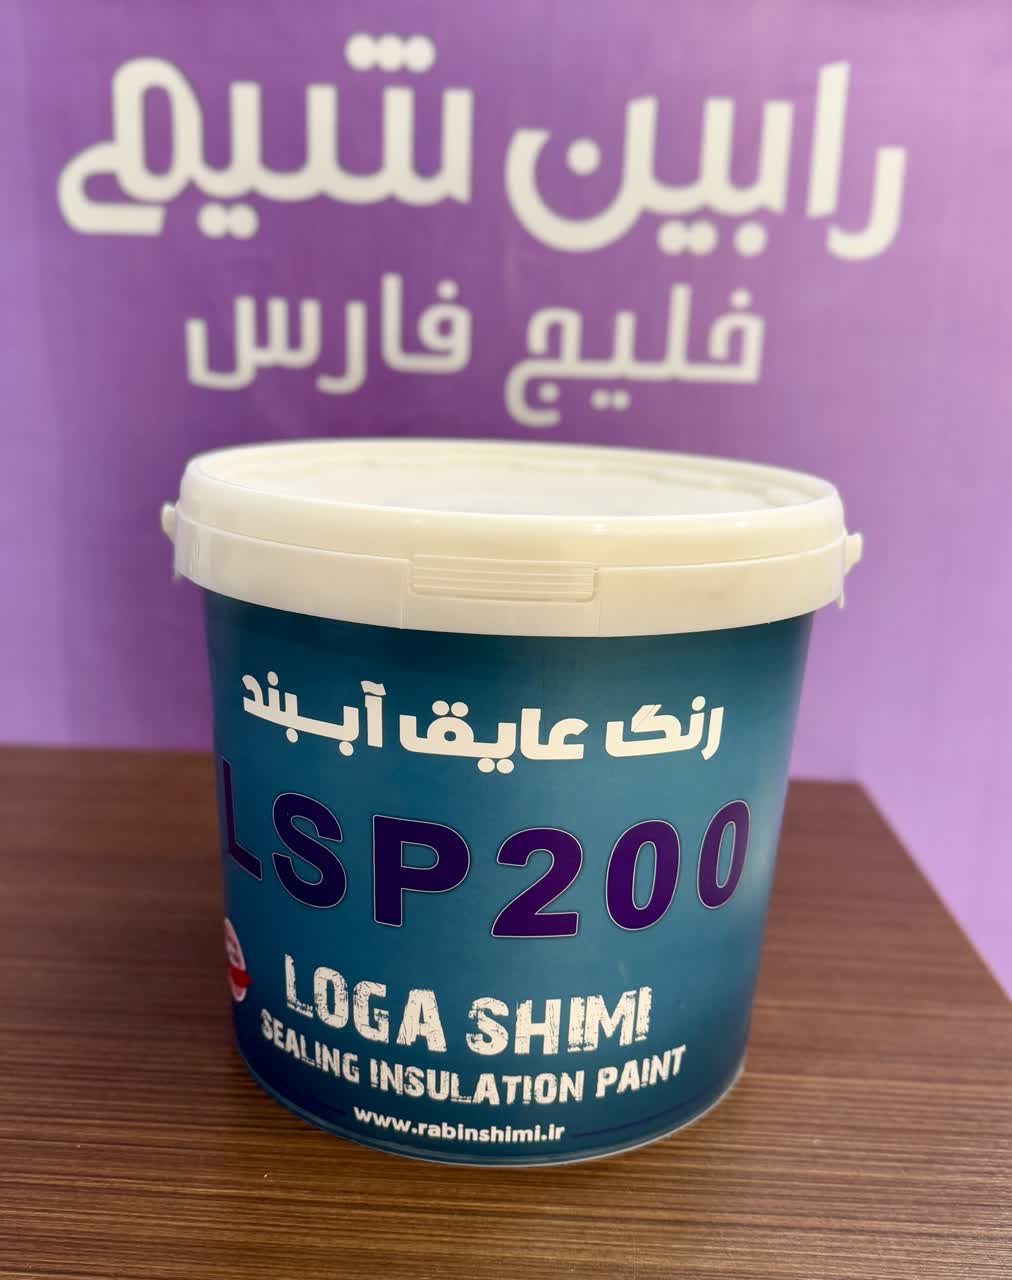 رابین شیمی
خلیج فارس
رنگ عایق آببند
LSP200
LOGA SHIMI
SEALING INSULATION PAINT
www.rabinshimi.ir